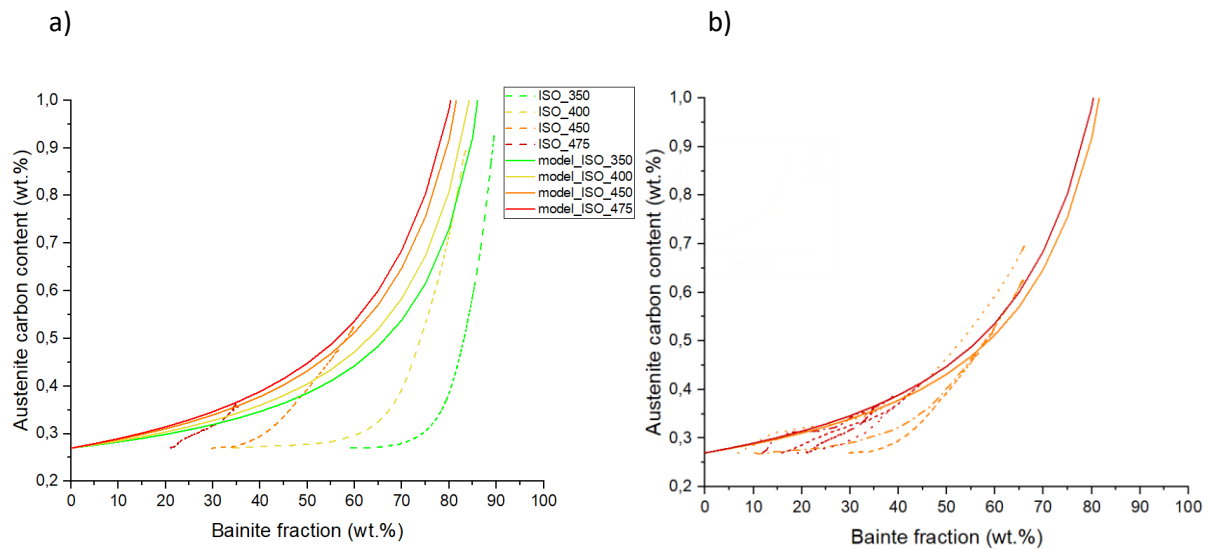 a)
b)
1,0
0,9
0,8
0,7
0,6
0,5
0,4
0,3
0,2
Austenite carbon content (wt.%)
0 10 20 30 40 50 60 70 80 90 100
Bainite fraction (wt.%)
ISO_350
ISO_400
ISO_450
ISO_475
model_ISO_350
model_ISO_400
model_ISO_450
model_ISO_475
1,0
0,9
0,8
0,7
0,6
0,5
0,4
0,3
0,2
Austenite carbon content (wt.%)
0 10 20 30 40 50 60 70 80 90 100
Bainte fraction (wt.%)